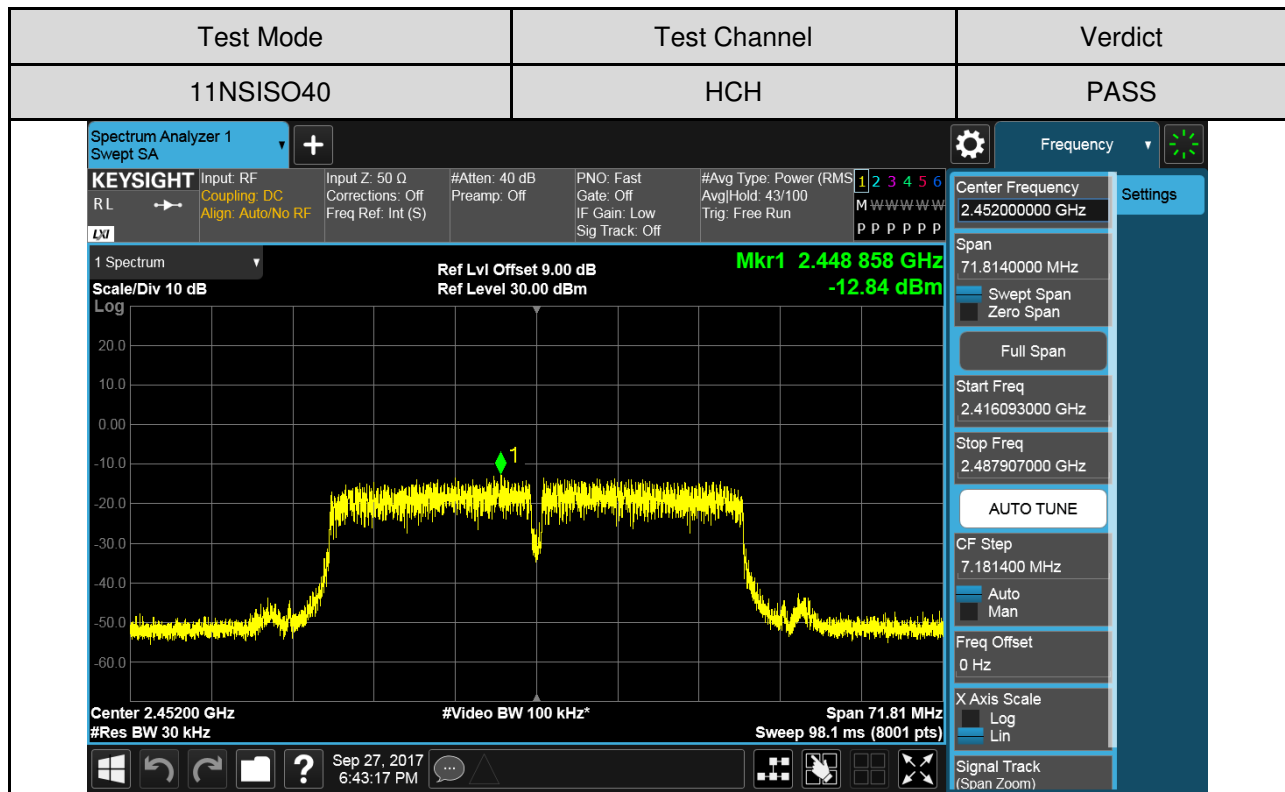 Test Mode Test Channel Verdict
11NSISO40 HCH PASS
Spectrum Analyzer 1
Swept SA
+
Frequency
KEYSIGHT
RL
LXI
Input: RF
Coupling: DC
Align: Auto/No RF
Input Z: 50 Ω
Corrections: Off
Freq Ref: Int (S)
#Atten: 40 dB
Preamp: Off
PNO: Fast
Gate: Off
IF Gain: Low
Sig Track: Off
#Avg Type: Power (RMS
Avg|Hold: 43/100
Trig: Free Run
1 2 3 4 5 6
M W W W W W
P P P P P P
1 Spectrum
Scale/Div 10 dB
Log
Ref Lvl Offset 9.00 dB
Ref Level 30.00 dBm
Mkr1 2.448 858 GHz
-12.84 dBm
20.0
10.0
0.00
-10.0
-20.0
-30.0
-40.0
-50.0
-60.0
1
Center 2.45200 GHz
#Res BW 30 kHz
#Video BW 100 kHz*
Span 71.81 MHz
Sweep 98.1 ms (8001 pts)
Center Frequency
2.452000000 GHz
Settings
Span
71.8140000 MHz
Swept Span
Zero Span
Full Span
Start Freq
2.416093000 GHz
Stop Freq
2.487907000 GHz
AUTO TUNE
CF Step
7.181400 MHz
Auto
Man
Freq Offset
0 Hz
X Axis Scale
Log
Lin
Signal Track
(Span Zoom)
?
Sep 27, 2017
6:43:17 PM